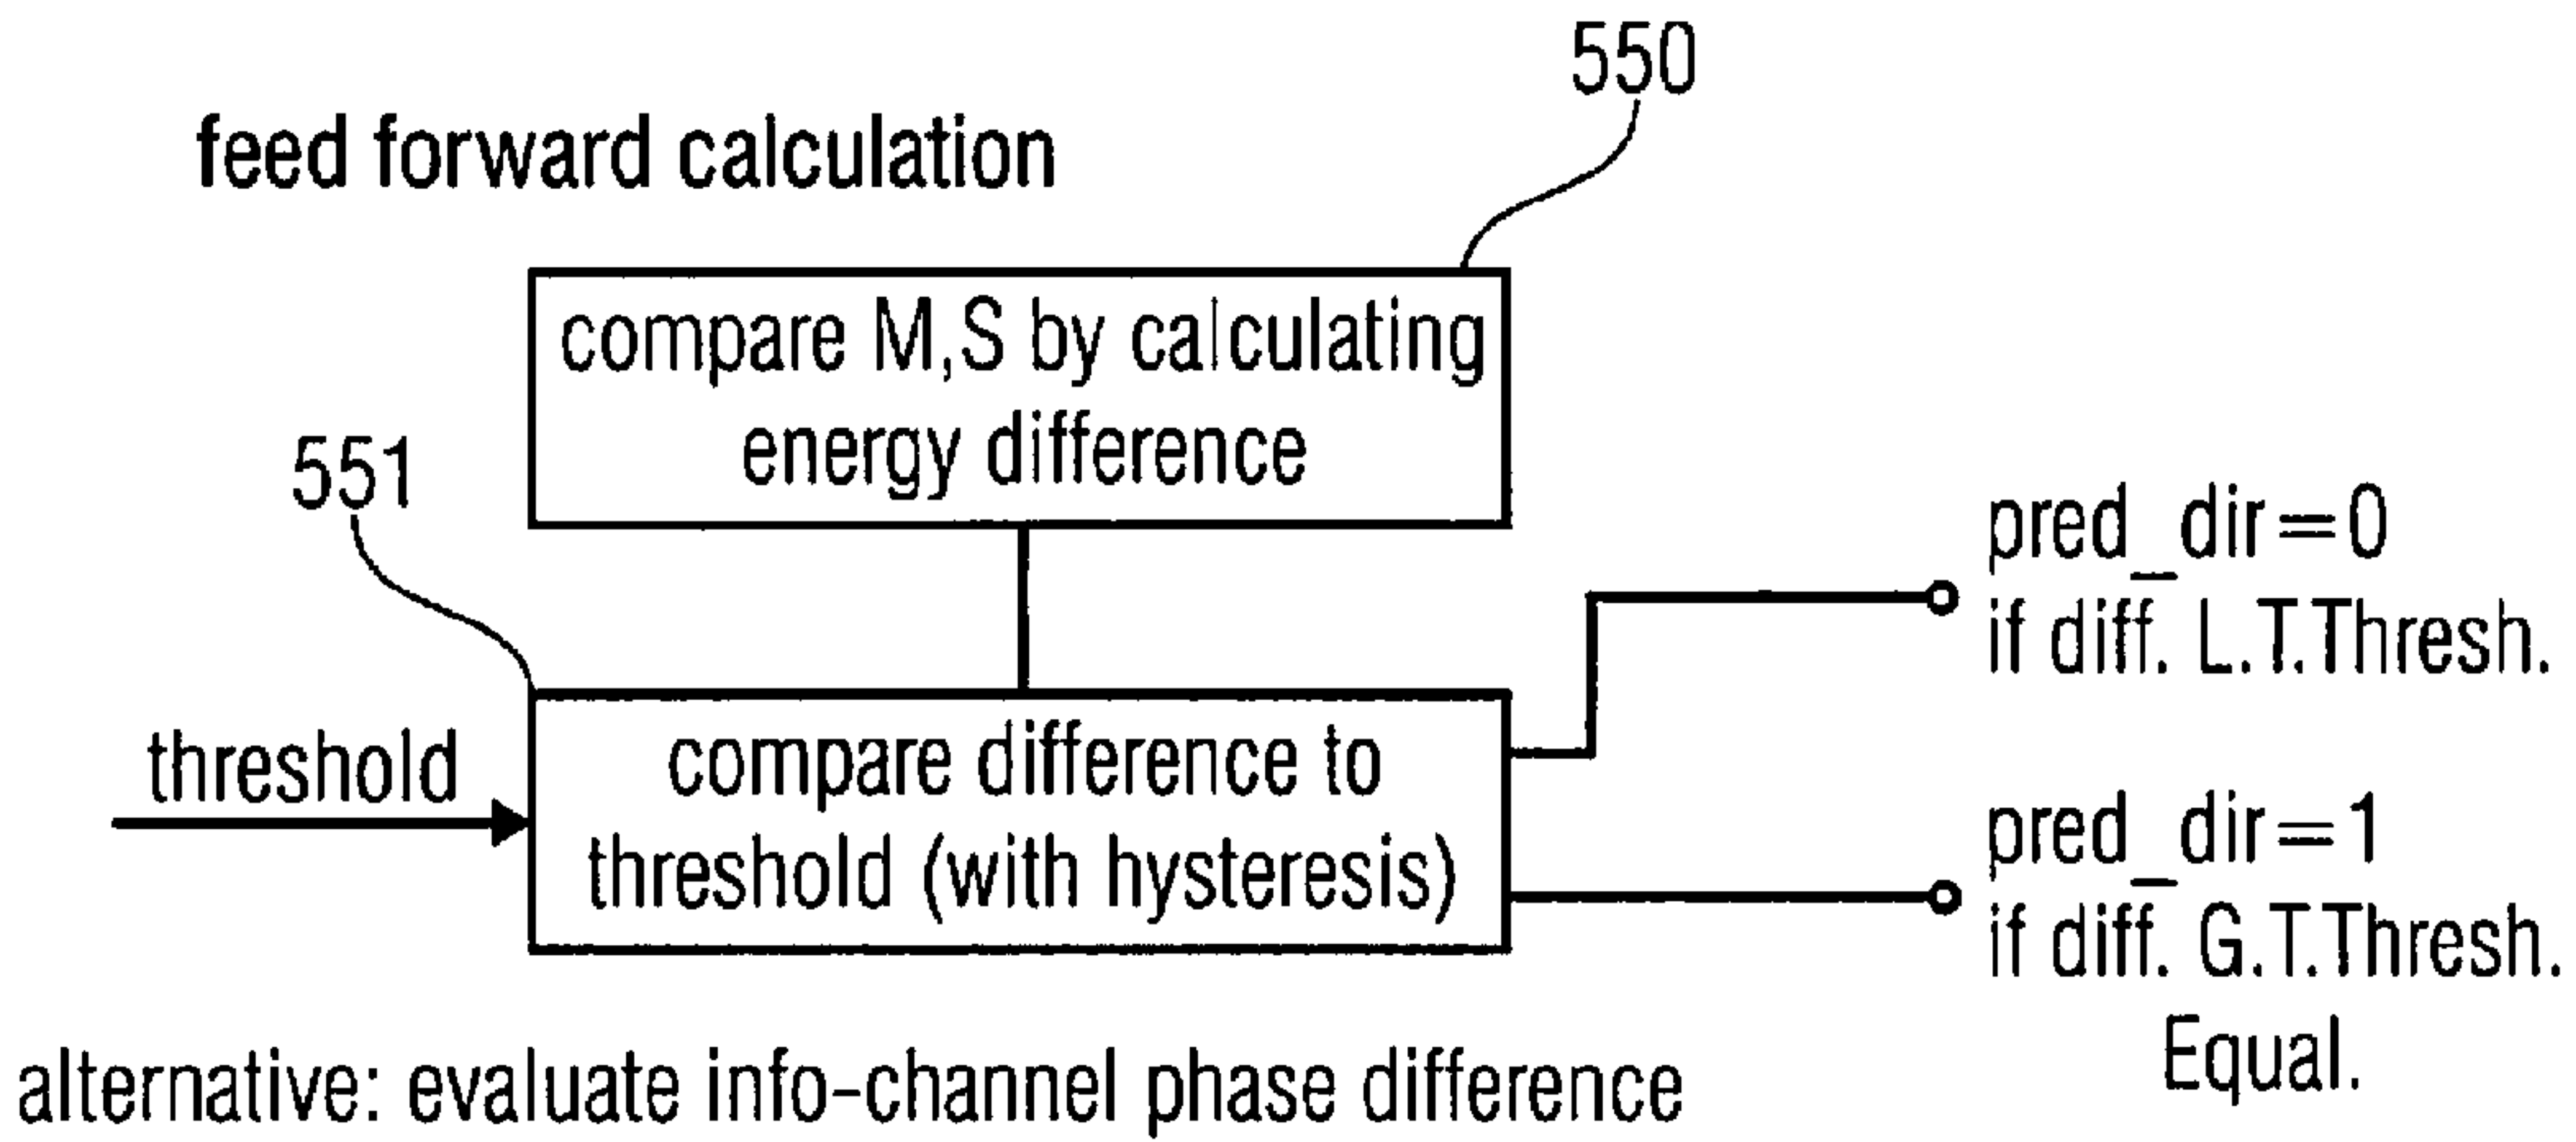 550
feed forward calculation
compare M,S by calculating
energy difference
551
pred_dir=0
if diff. L.T.Thresh.
threshold
compare difference to
threshold (with hysteresis)
pred_dir=1
if diff. G.T.Thresh.
Equal.
alternative: evaluate info-channel phase difference